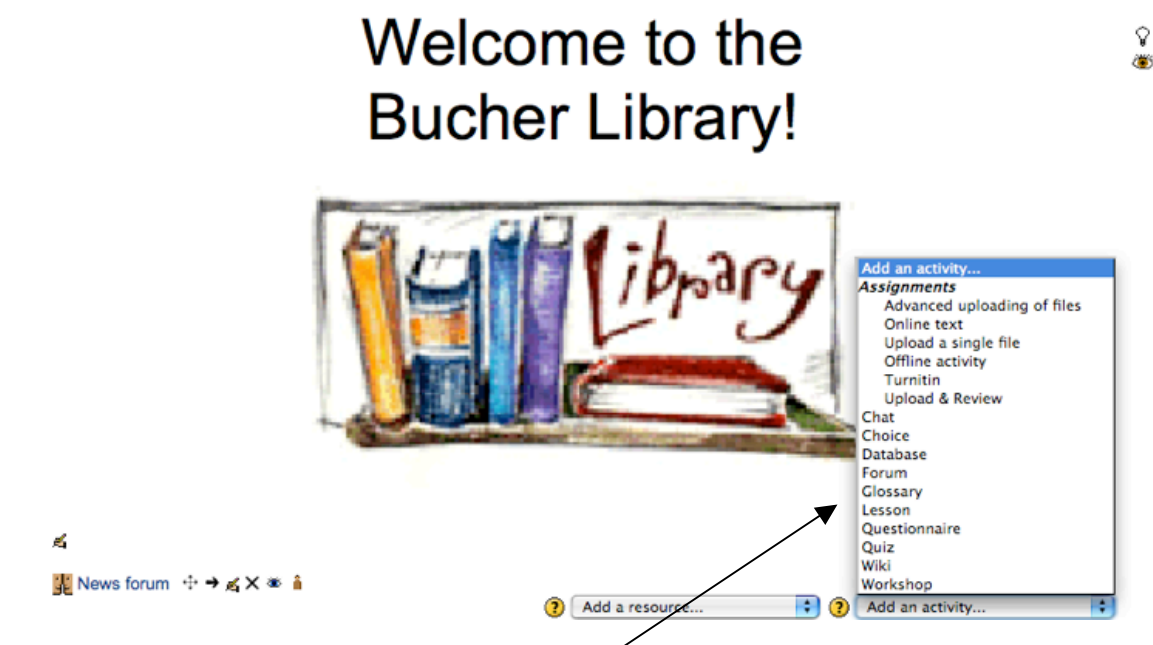 Welcome to the
Bucher Library!
Library
Add an activity...
Assignments
Advanced uploading of files
Online text
Upload a single file
Offline activity
Turnitin
Upload & Review
Chat
Choice
Database
Forum
Glossary
Lesson
Questionnaire
Quiz
Wiki
Workshop
News forum
? Add a resource... ? Add an activity...